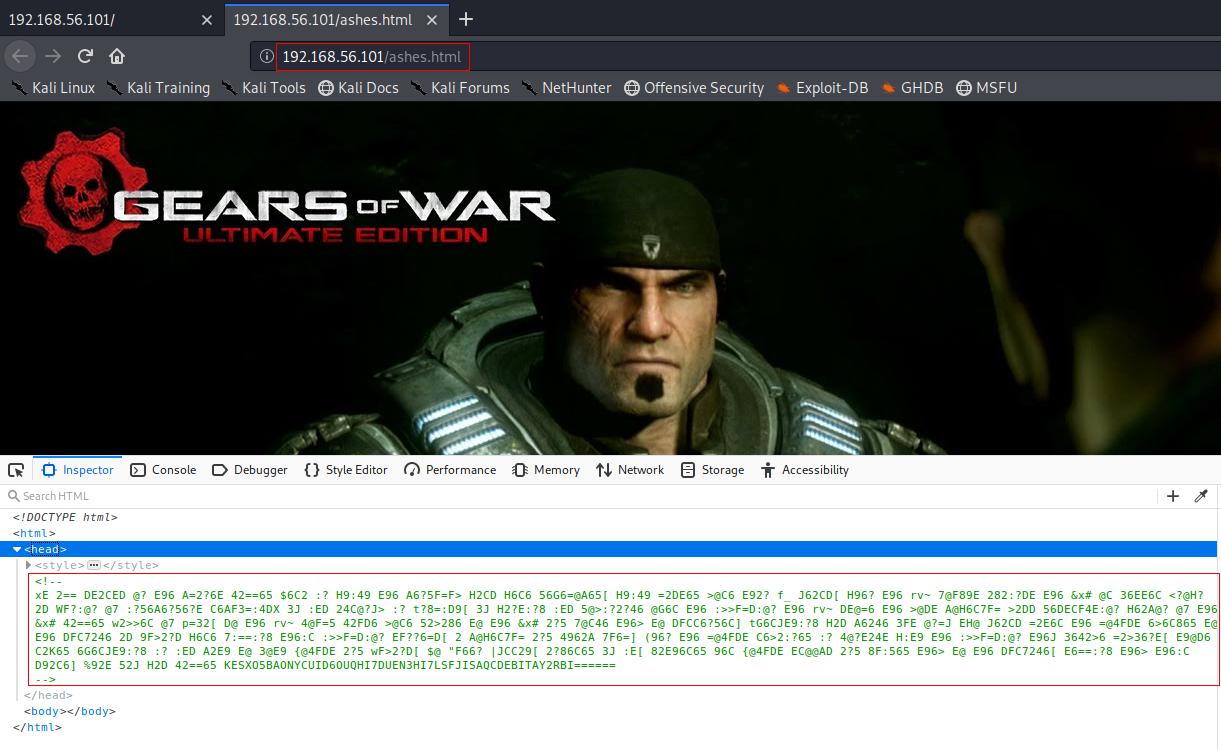 192.168.56.101/
192.168.56.101/ashes.html
192.168.56.101/ashes.html
Kali Linux Kali Training Kali Tools Kali Docs Kali Forums NetHunter Offensive Security Exploit-DB GHDB MSFU
GEARS OF WAR
ULTIMATE EDITION
Inspector Console Debugger Style Editor Performance Memory Network Storage Accessibility
Search HTML
<!DOCTYPE html>
<html>
<head>
<style>···</style>
<!--
xE 2== DE2CED @? E96 A=2?6E 42==65 $6C2 :? H9:49 E96 A6?5F=F> H2CD H6C6 56G6=@A65[ H9:49 =2DE65 >@C6 E92? f_ J62CD[ H96? E96 rv~ 7@F89E 282:?DE E96 &x# @C 36EE6C <?@H?
2D WF?:@? @7 :?56A6?56?E C6AF3=:4DX 3J :ED 24C@?J> :? t?8=:D9[ 3J H2?E:?8 :ED 5@>:?2?46 @G6C E96 :>>F=D:@? E96 rv~ DE@=6 E96 >@DE A@H6C7F= >2DD 56DECF4E:@? H62A@? @7 E96
&x# 42==65 w2>>6C @7 p=32[ D@ E96 rv~ 4@F=5 42FD6 >@C6 52>286 E@ E96 &x# 2?5 7@C46 E96> E@ DFCC6?56C] tG6CJE9:?8 H2D A6246 3FE @?=J EH@ J62CD =2E6C E96 =@4FDE 6>6C865 E@
E96 DFC7246 2D 9F>2?D H6C6 7:==:?8 E96:C :>>F=D:@? EF??6=D[ 2 A@H6C7F= 2?5 4962A 7F6=] (96? E96 =@4FDE C6>2:?65 :? 4@?E24E H:E9 E96 :>>F=D:@? E96J 3642>6 =2>36?E[ E9@D6
C2K65 6G6CJE9:?8 :? :ED A2E9 E@ 3@E9 {@4FDE 2?5 wF>2?D[ $@ "F66? |JCC29[ 2?86C65 3J :E[ 82E96C65 96C {@4FDE EC@@AD 2?5 8F:565 E96> E@ E96 DFC7246[ E6==:?8 E96> E96:C
D92C6] %92E 52J H2D 42==65 KESXO5BAONYCUID6OUQHI7DUEN3HI7LSFJISAQCDEBITAY2RBI======
-->
</head>
<body></body>
</html>